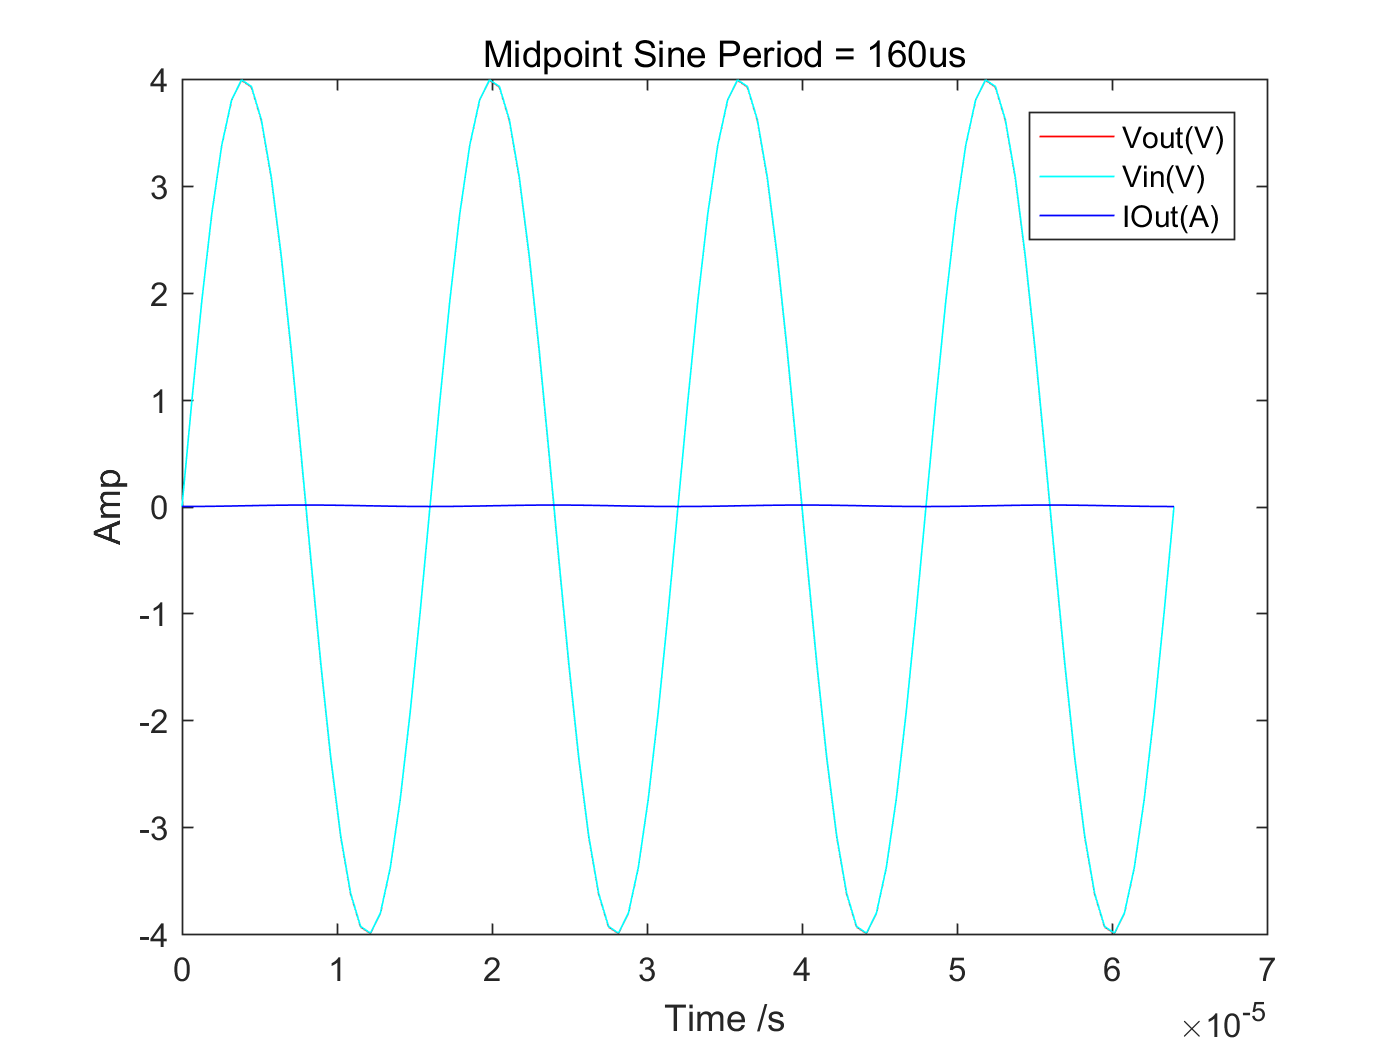 Midpoint Sine Period = 160us
4
3
2
1
0
-1
-2
-3
-4
Amp
Vout(V)
Vin(V)
IOut(A)
0 1 2 3 4 5 6 7
Time /s
×10-5